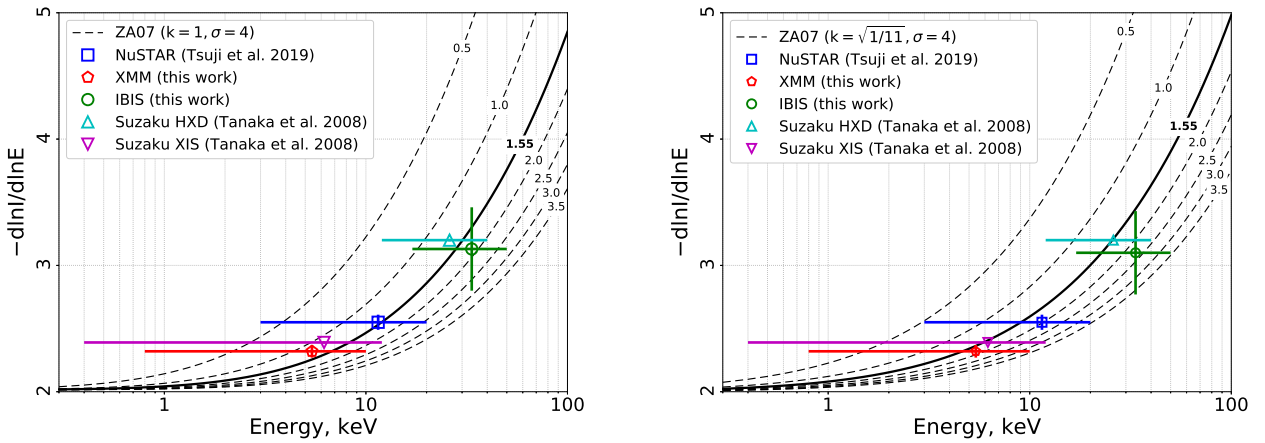 5
4
3
2
−dlnI/dlnE
ZA07 (k = 1, σ = 4)
NuSTAR (Tsuji et al. 2019)
XMM (this work)
IBIS (this work)
Suzaku HXD (Tanaka et al. 2008)
Suzaku XIS (Tanaka et al. 2008)
0.5
1.0
1.55
2.0
2.5
3.0
3.5
1 10 100
Energy, keV
5
4
3
2
−dlnI/dlnE
ZA07 (k = √1/11, σ = 4)
NuSTAR (Tsuji et al. 2019)
XMM (this work)
IBIS (this work)
Suzaku HXD (Tanaka et al. 2008)
Suzaku XIS (Tanaka et al. 2008)
0.5
1.0
1.55
2.0
2.5
3.0
3.5
1 10 100
Energy, keV